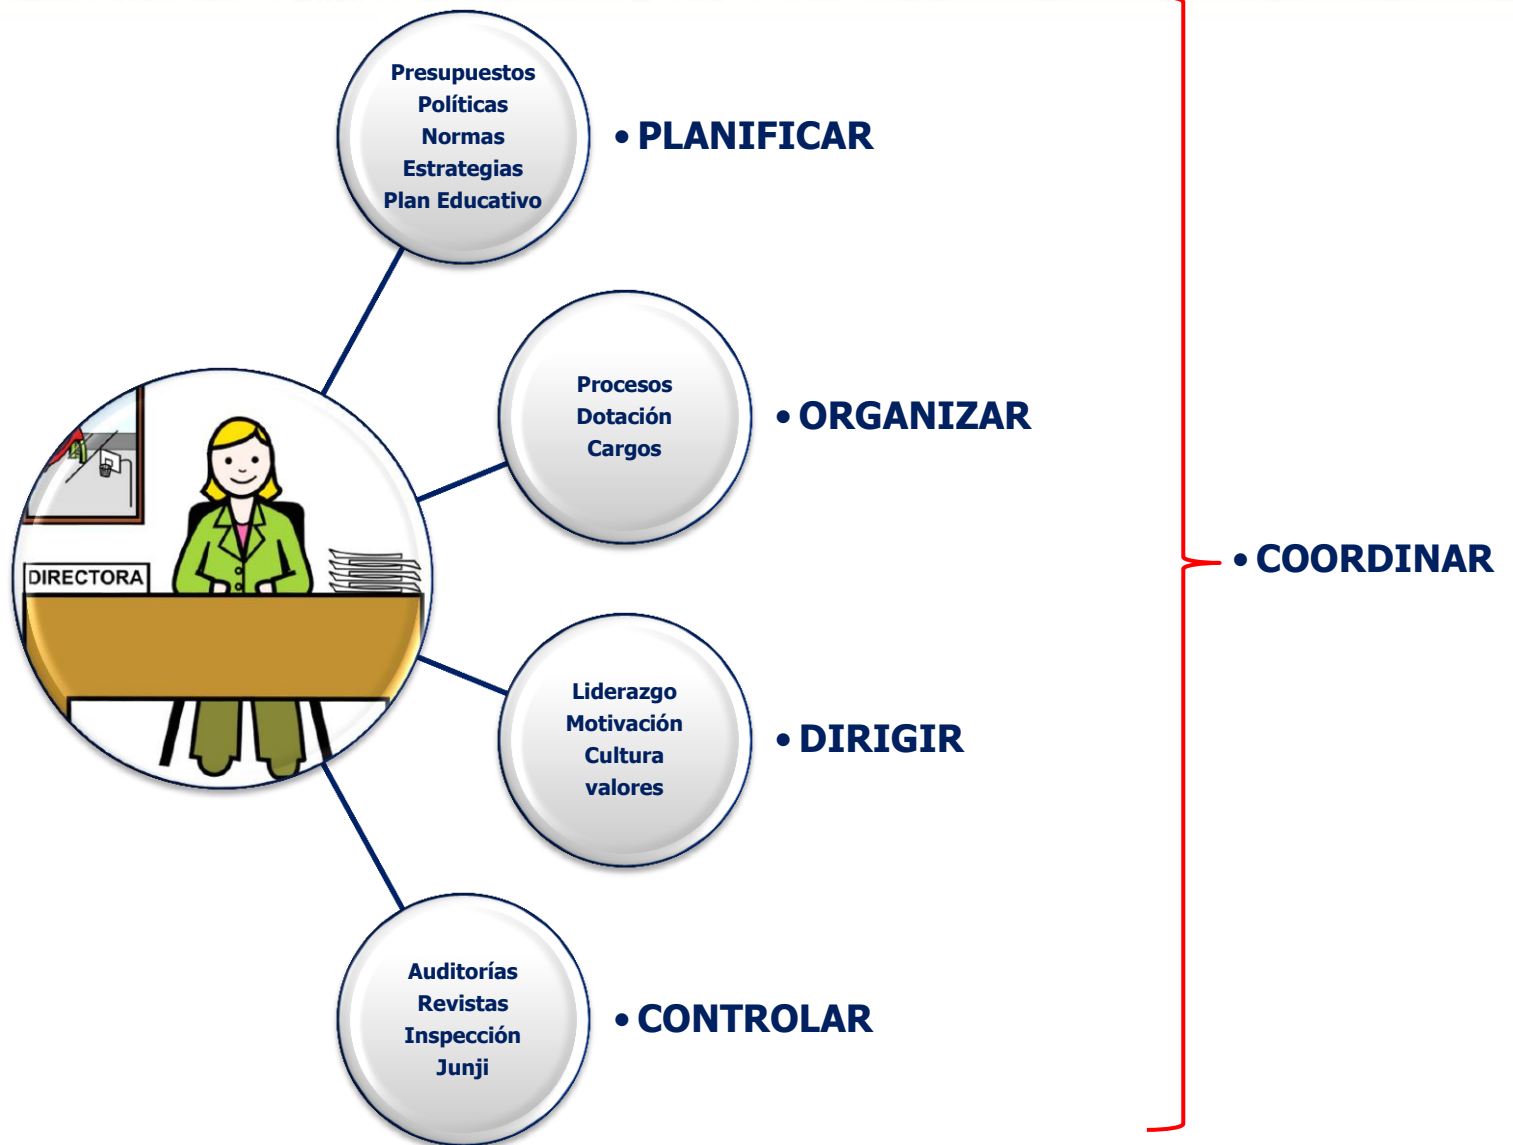 Presupuestos
Políticas
Normas
Estrategias
Plan Educativo
• PLANIFICAR
Procesos
Dotación
Cargos
• ORGANIZAR
DIRECTORA
• COORDINAR
Liderazgo
Motivación
Cultura
valores
• DIRIGIR
Auditorías
Revistas
Inspección
Junji
• CONTROLAR